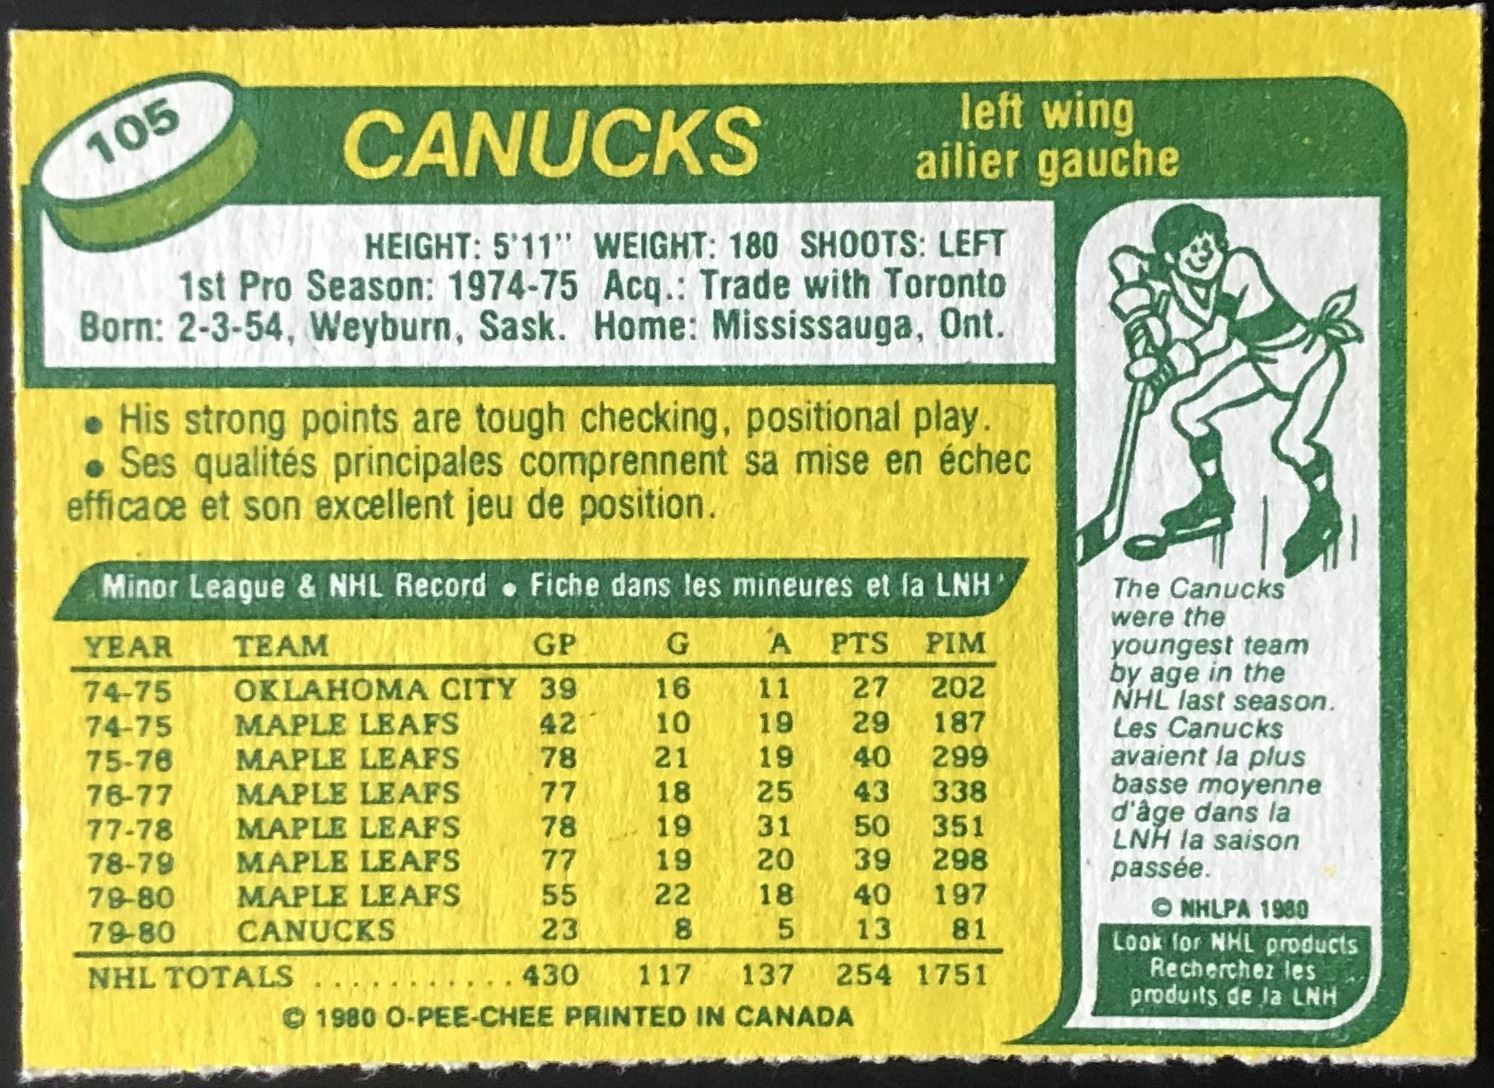 105
CANUCKS
left wing
ailier gauche
HEIGHT: 5'11" WEIGHT: 180 SHOOTS: LEFT
1st Pro Season: 1974-75 Acq.: Trade with Toronto
Born: 2-3-54, Weyburn, Sask. Home: Mississauga, Ont.
• His strong points are tough checking, positional play.
• Ses qualités principales comprennent sa mise en échec
efficace et son excellent jeu de position.
Minor League & NHL Record • Fiche dans les mineures et la LNH
YEAR TEAM GP G A PTS PIM
74-75 OKLAHOMA CITY 39 16 11 27 202
74-75 MAPLE LEAFS 42 10 19 29 187
75-76 MAPLE LEAFS 78 21 19 40 299
76-77 MAPLE LEAFS 77 18 25 43 338
77-78 MAPLE LEAFS 78 19 31 50 351
78-79 MAPLE LEAFS 77 19 20 39 298
79-80 MAPLE LEAFS 55 22 18 40 197
79-80 CANUCKS 23 8 5 13 81
NHL TOTALS ........... 430 117 137 254 1751
© 1980 O-PEE-CHEE PRINTED IN CANADA
The Canucks
were the
youngest team
by age in the
NHL last season.
Les Canucks
avaient la plus
basse moyenne
d'âge dans la
LNH la saison
passée.
© NHLPA 1980
Look for NHL products
Recherchez les
produits de la LNH